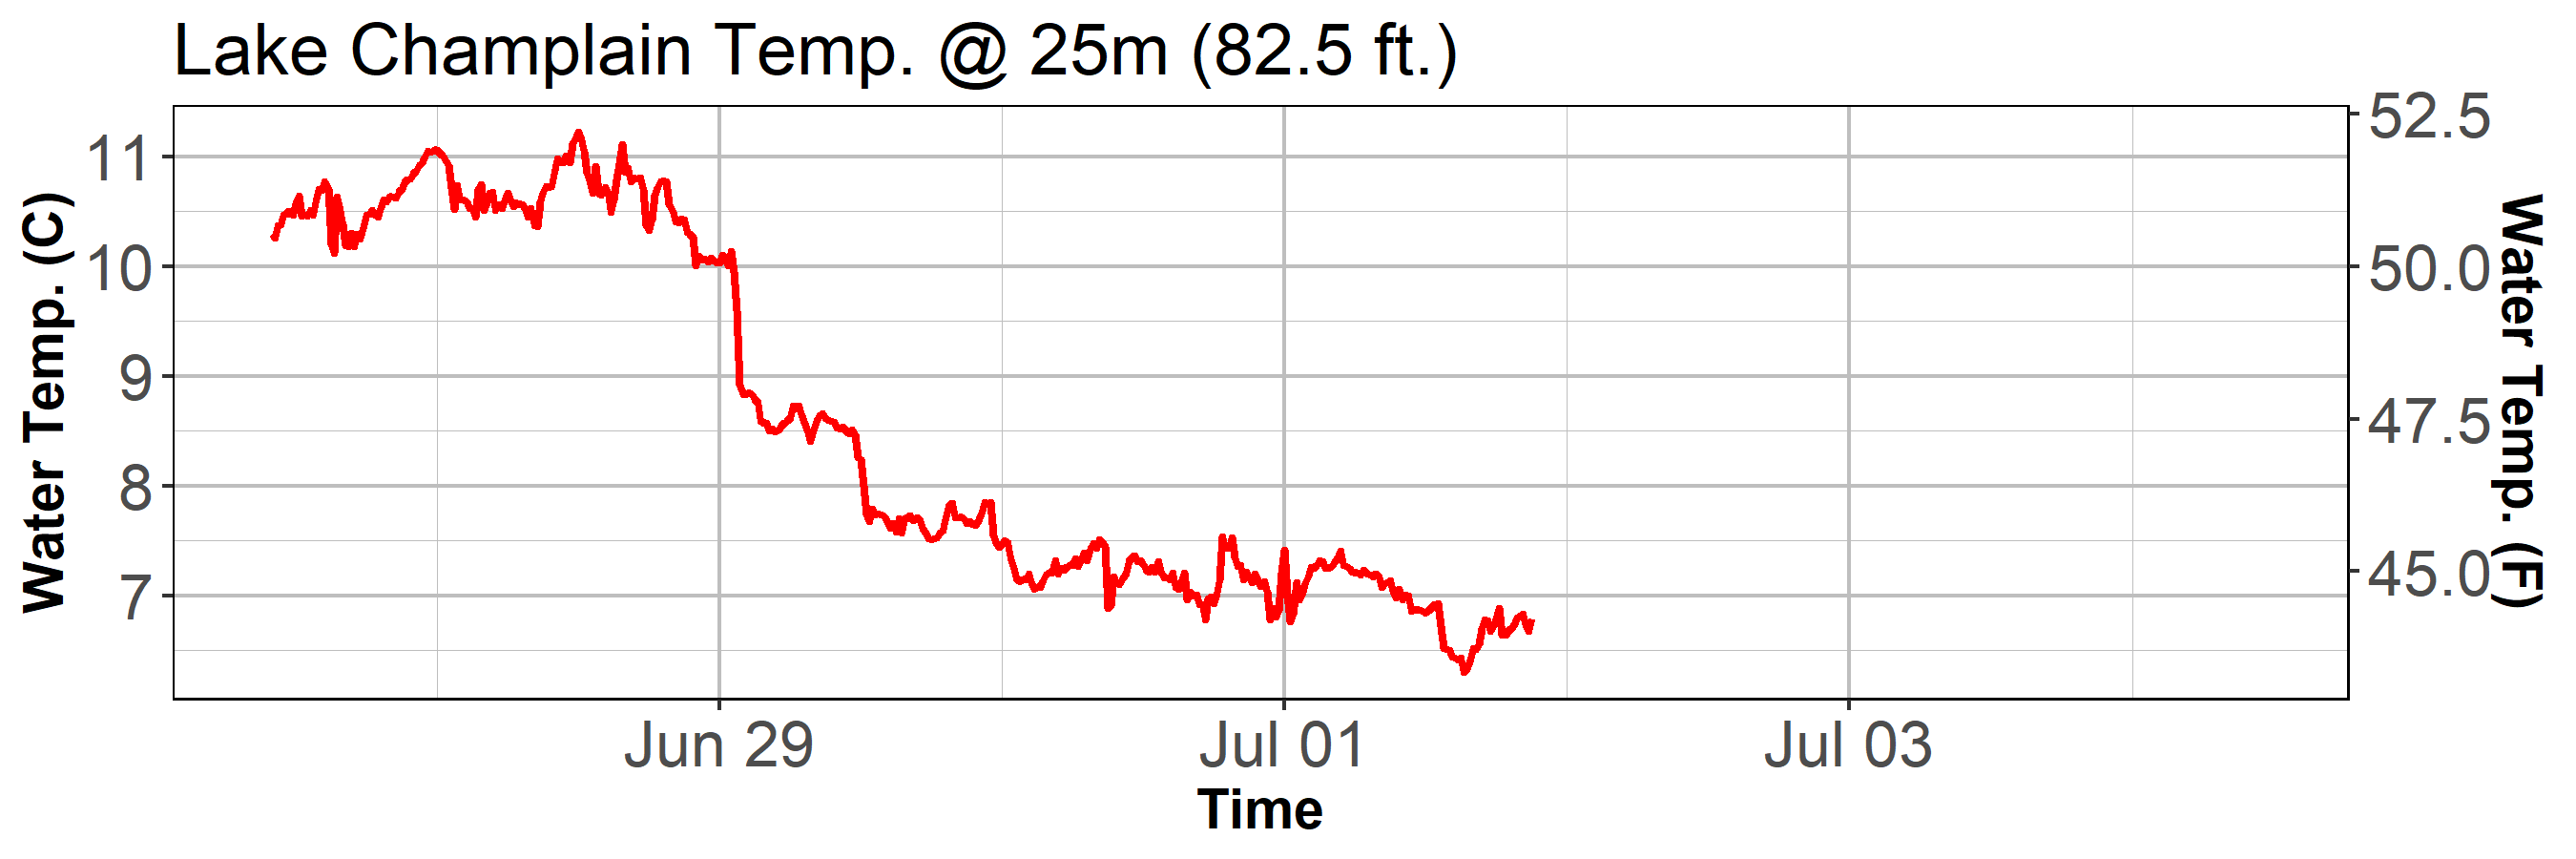 Lake Champlain Temp. @ 25m (82.5 ft.)
Water Temp. (C)
11
10
9
8
7
52.5
50.0
47.5
45.0
Water Temp. (F)
Jun 29
Jul 01
Jul 03
Time